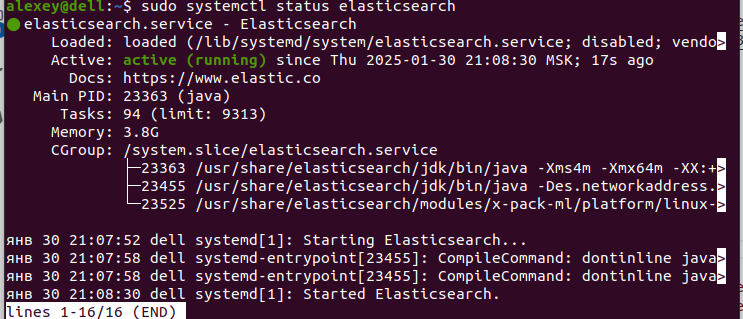 alexey@dell:~$ sudo systemctl status elasticsearch
● elasticsearch.service - Elasticsearch
Loaded: loaded (/lib/systemd/system/elasticsearch.service; disabled; vendo>
Active: active (running) since Thu 2025-01-30 21:08:30 MSK; 17s ago
Docs: https://www.elastic.co
Main PID: 23363 (java)
Tasks: 94 (limit: 9313)
Memory: 3.8G
CGroup: /system.slice/elasticsearch.service
├─23363 /usr/share/elasticsearch/jdk/bin/java -Xms4m -Xmx64m -XX:+>
├─23455 /usr/share/elasticsearch/jdk/bin/java -Des.networkaddress.>
└─23525 /usr/share/elasticsearch/modules/x-pack-ml/platform/linux->
янв 30 21:07:52 dell systemd[1]: Starting Elasticsearch...
янв 30 21:07:58 dell systemd-entrypoint[23455]: CompileCommand: dontinline java>
янв 30 21:07:58 dell systemd-entrypoint[23455]: CompileCommand: dontinline java>
янв 30 21:08:30 dell systemd[1]: Started Elasticsearch.
lines 1-16/16 (END)